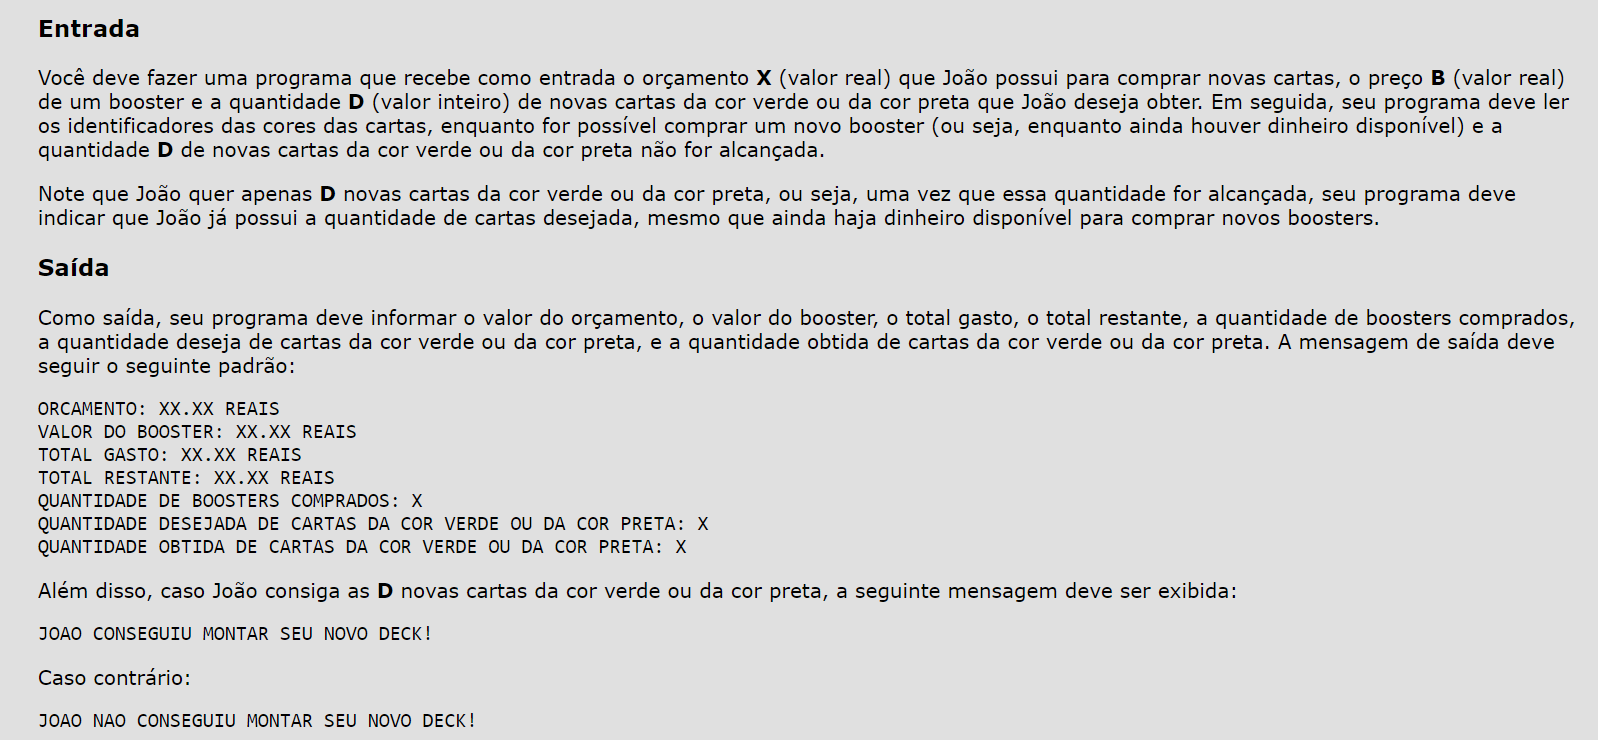 Entrada
Você deve fazer uma programa que recebe como entrada o orçamento X (valor real) que João possui para comprar novas cartas, o preço B (valor real)
de um booster e a quantidade D (valor inteiro) de novas cartas da cor verde ou da cor preta que João deseja obter. Em seguida, seu programa deve ler
os identificadores das cores das cartas, enquanto for possível comprar um novo booster (ou seja, enquanto ainda houver dinheiro disponível) e a
quantidade D de novas cartas da cor verde ou da cor preta não for alcançada.
Note que João quer apenas D novas cartas da cor verde ou da cor preta, ou seja, uma vez que essa quantidade for alcançada, seu programa deve
indicar que João já possui a quantidade de cartas desejada, mesmo que ainda haja dinheiro disponível para comprar novos boosters.
Saída
Como saída, seu programa deve informar o valor do orçamento, o valor do booster, o total gasto, o total restante, a quantidade de boosters comprados,
a quantidade deseja de cartas da cor verde ou da cor preta, e a quantidade obtida de cartas da cor verde ou da cor preta. A mensagem de saída deve
seguir o seguinte padrão:
ORCAMENTO: XX.XX REAIS
VALOR DO BOOSTER: XX.XX REAIS
TOTAL GASTO: XX.XX REAIS
TOTAL RESTANTE: XX.XX REAIS
QUANTIDADE DE BOOSTERS COMPRADOS: X
QUANTIDADE DESEJADA DE CARTAS DA COR VERDE OU DA COR PRETA: X
QUANTIDADE OBTIDA DE CARTAS DA COR VERDE OU DA COR PRETA: X
Além disso, caso João consiga as D novas cartas da cor verde ou da cor preta, a seguinte mensagem deve ser exibida:
JOAO CONSEGUIU MONTAR SEU NOVO DECK!
Caso contrário:
JOAO NAO CONSEGUIU MONTAR SEU NOVO DECK!